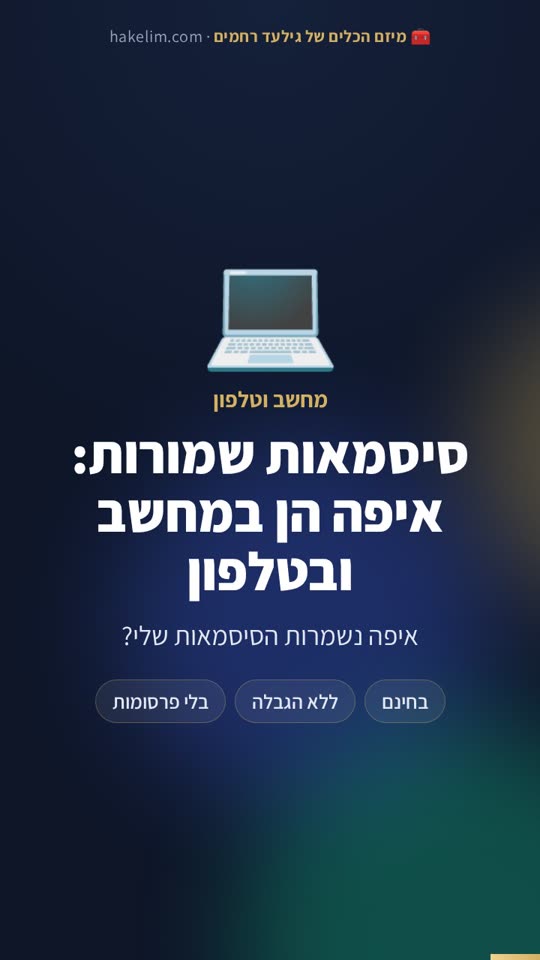 🧰 מיזם הכלים של גילעד רחמים · hakelim.com
מחשב וטלפון
סיסמאות שמורות:
איפה הן במחשב
ובטלפון
איפה נשמרות הסיסמאות שלי?
בחינם
ללא הגבלה
בלי פרסומות